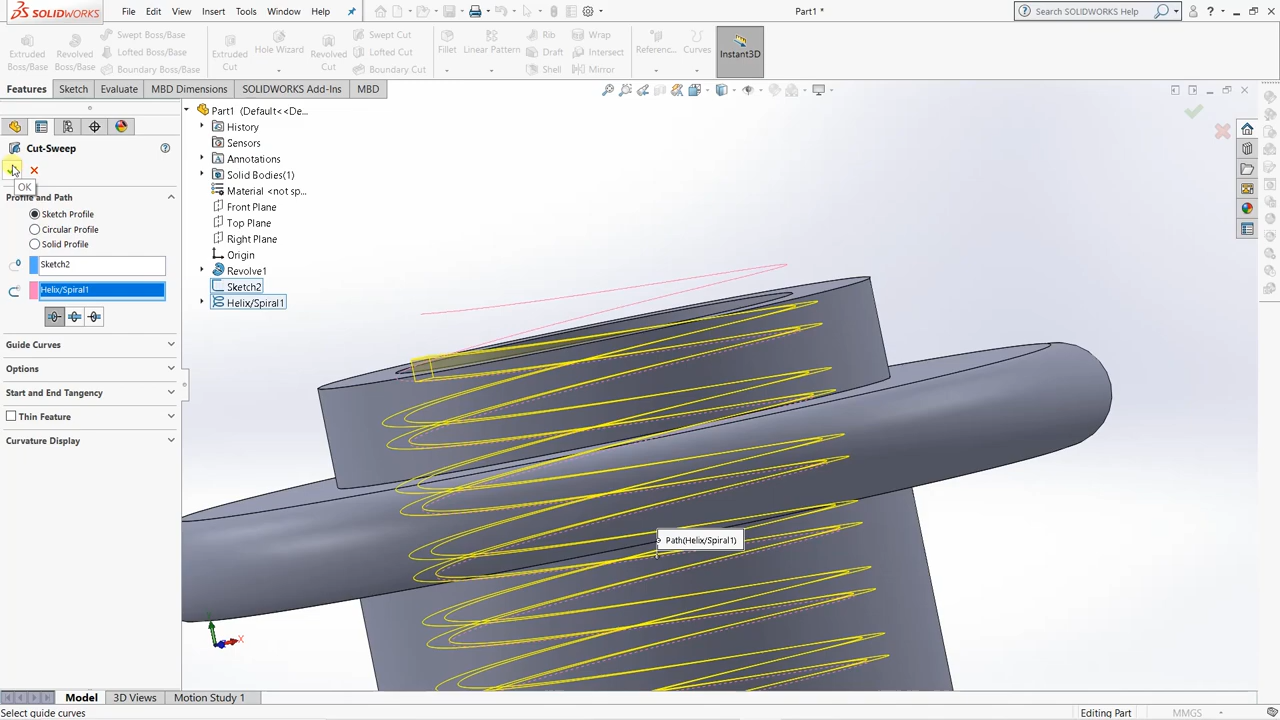 SOLIDWORKS
File
Edit
View
Insert
Tools
Window
Help
Part1 *
Search SOLIDWORKS Help
Extruded Boss/Base
Revolved Boss/Base
Swept Boss/Base
Lofted Boss/Base
Boundary Boss/Base
Extruded Cut
Hole Wizard
Revolved Cut
Swept Cut
Lofted Cut
Boundary Cut
Fillet
Linear Pattern
Rib
Draft
Shell
Wrap
Intersect
Mirror
Referenc...
Curves
Instant3D
Features
Sketch
Evaluate
MBD Dimensions
SOLIDWORKS Add-Ins
MBD
Cut-Sweep
OK
Profile and Path
Sketch Profile
Circular Profile
Solid Profile
Sketch2
Helix/Spiral1
Guide Curves
Options
Start and End Tangency
Thin Feature
Curvature Display
Part1 (Default<<De...
History
Sensors
Annotations
Solid Bodies(1)
Material <not sp...
Front Plane
Top Plane
Right Plane
Origin
Revolve1
Sketch2
Helix/Spiral1
Path(Helix/Spiral1)
X
Model
3D Views
Motion Study 1
Select guide curves
Editing Part
MMGS